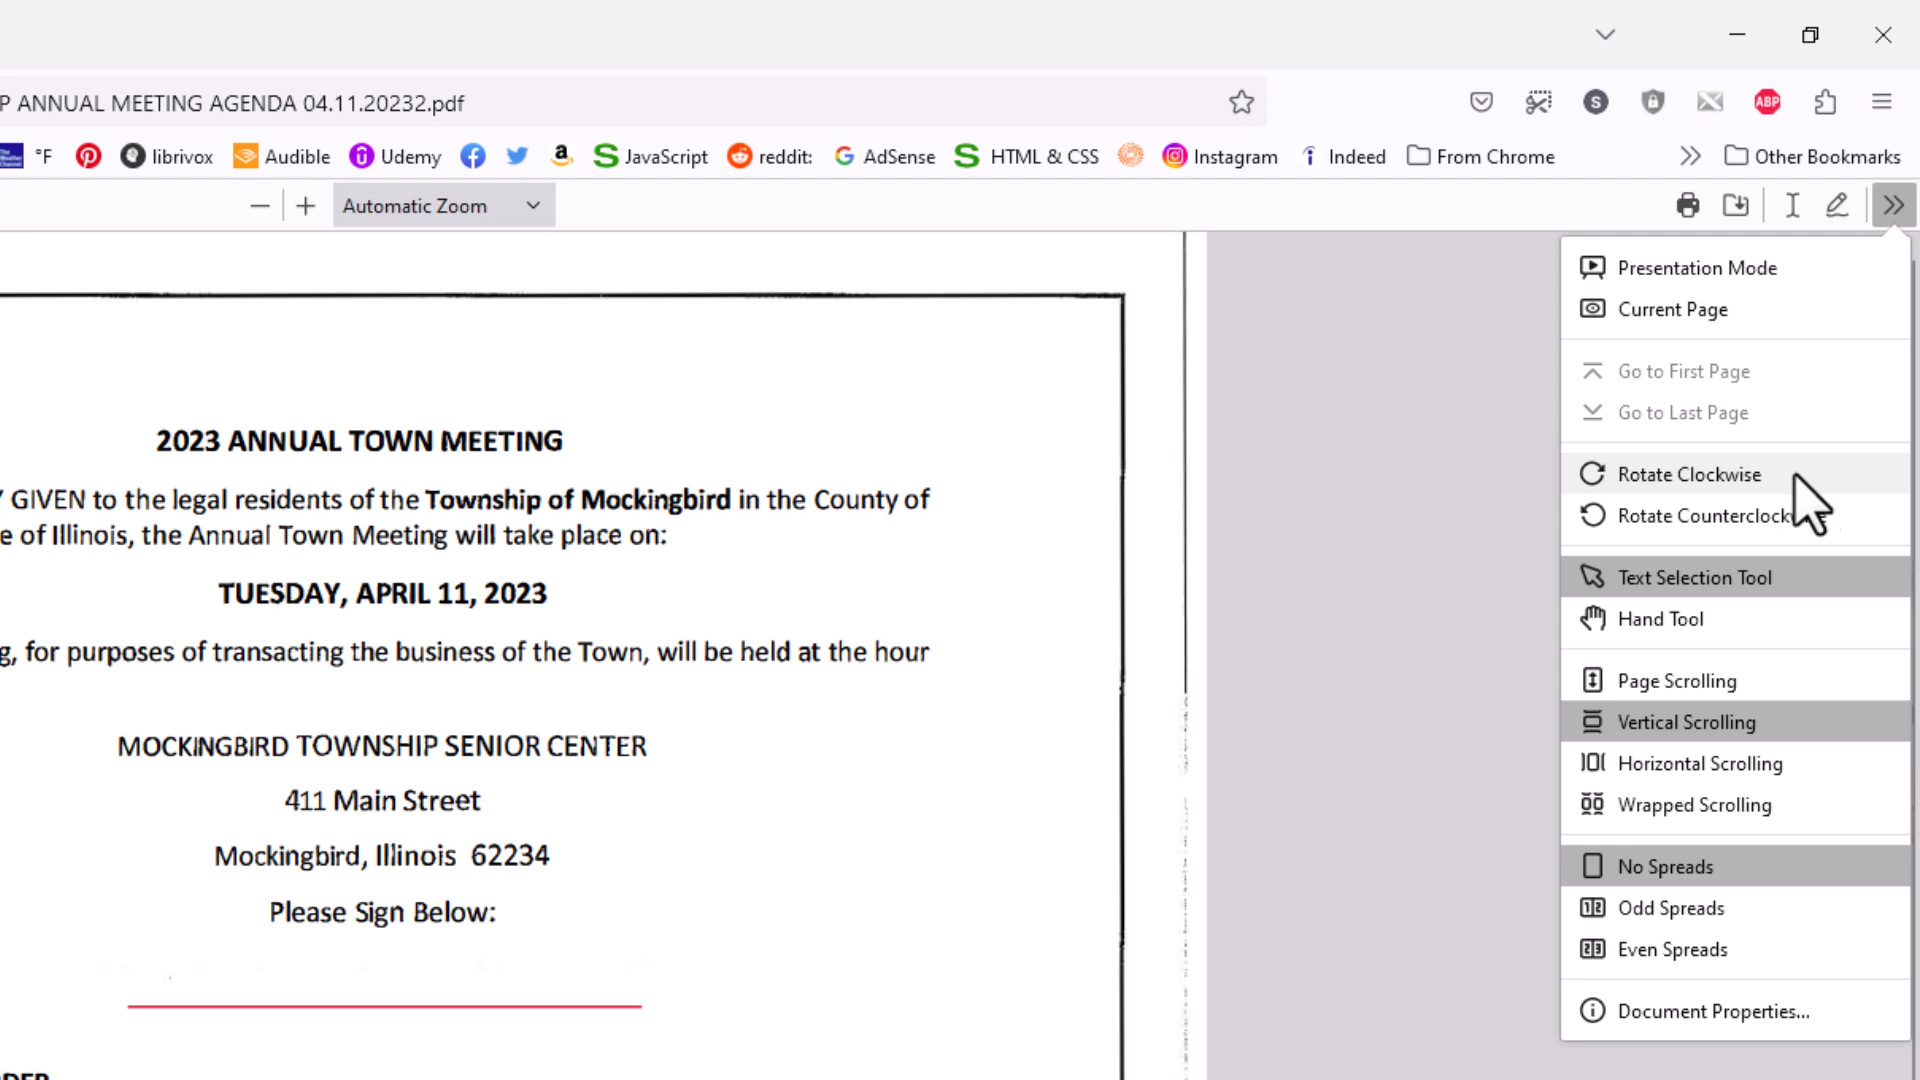 P ANNUAL MEETING AGENDA 04.11.20232.pdf
S
ABP
°F librivox Audible Udemy a JavaScript reddit: AdSense HTML & CSS Instagram Indeed From Chrome Other Bookmarks
Automatic Zoom
Presentation Mode
Current Page
Go to First Page
Go to Last Page
Rotate Clockwise
Rotate Counterclockw
Text Selection Tool
Hand Tool
Page Scrolling
Vertical Scrolling
Horizontal Scrolling
Wrapped Scrolling
No Spreads
Odd Spreads
Even Spreads
Document Properties...
2023 ANNUAL TOWN MEETING
Y GIVEN to the legal residents of the Township of Mockingbird in the County of
e of Illinois, the Annual Town Meeting will take place on:
TUESDAY, APRIL 11, 2023
g, for purposes of transacting the business of the Town, will be held at the hour
MOCKINGBIRD TOWNSHIP SENIOR CENTER
411 Main Street
Mockingbird, Illinois 62234
Please Sign Below: